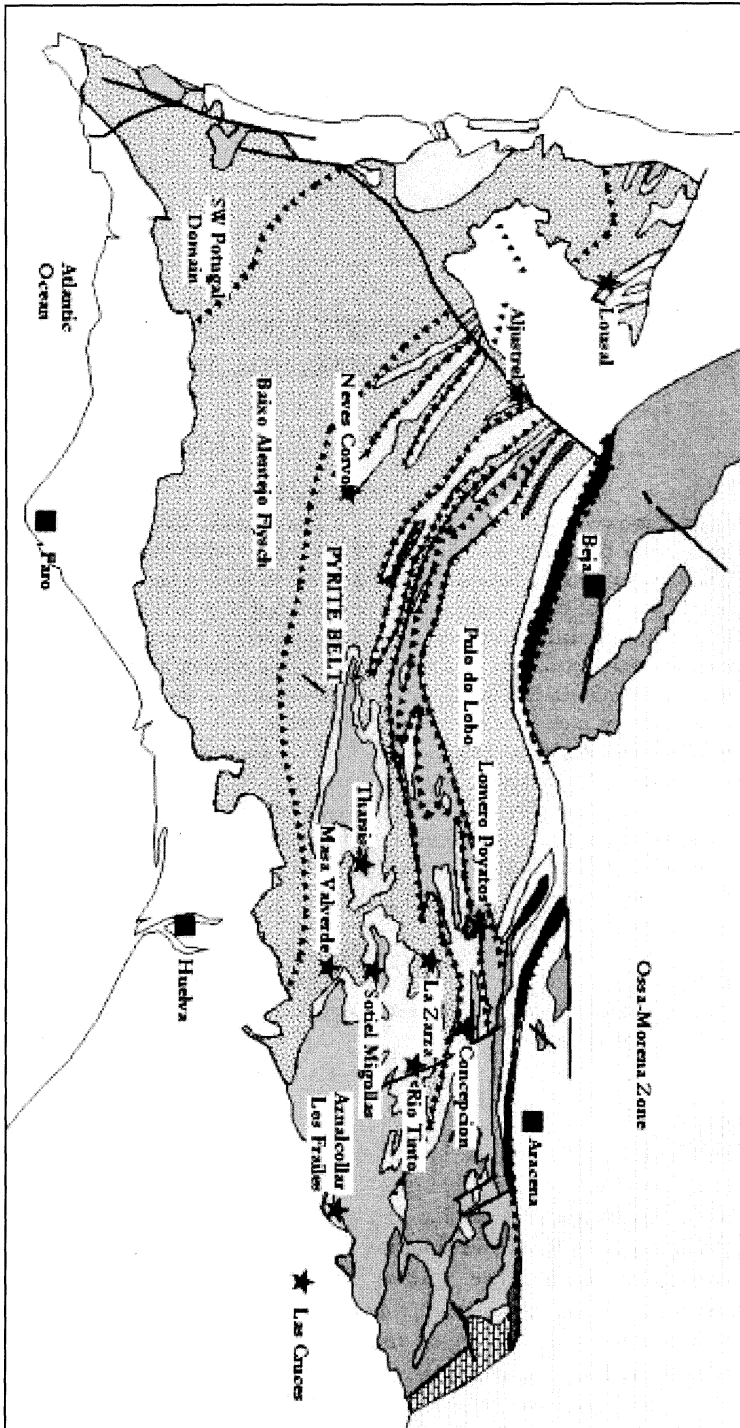 Ossa-Morena Zone
Lousal
Aljustrel
Beja
Aracena
Pulo do Lobo
Lomero Poyatos
Concepcion
La Zarza
Rio Tinto
Neves Corvo
PYRITE BELT
Tharsis
Masa Valverde
Sotiel Migollas
Aznalcollar
Los Frailes
Las Cruces
SW Potugal
Domain
Baixo Alentejo Flysch
Atlantic
Ocean
Faro
Huelva